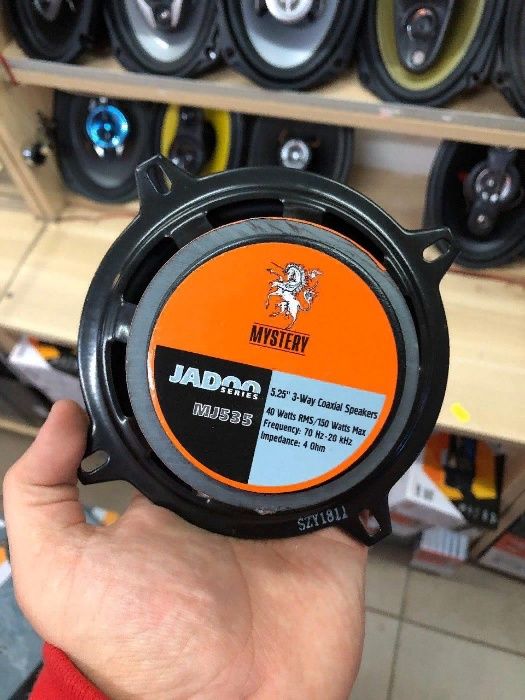 MYSTERY
JADOO
SERIES
MJ535
5.25" 3-Way Coaxial Speakers
40 Watts RMS/150 Watts Max
Frequency: 70 Hz-20 kHz
Impedance: 4 Ohm
SZY1811